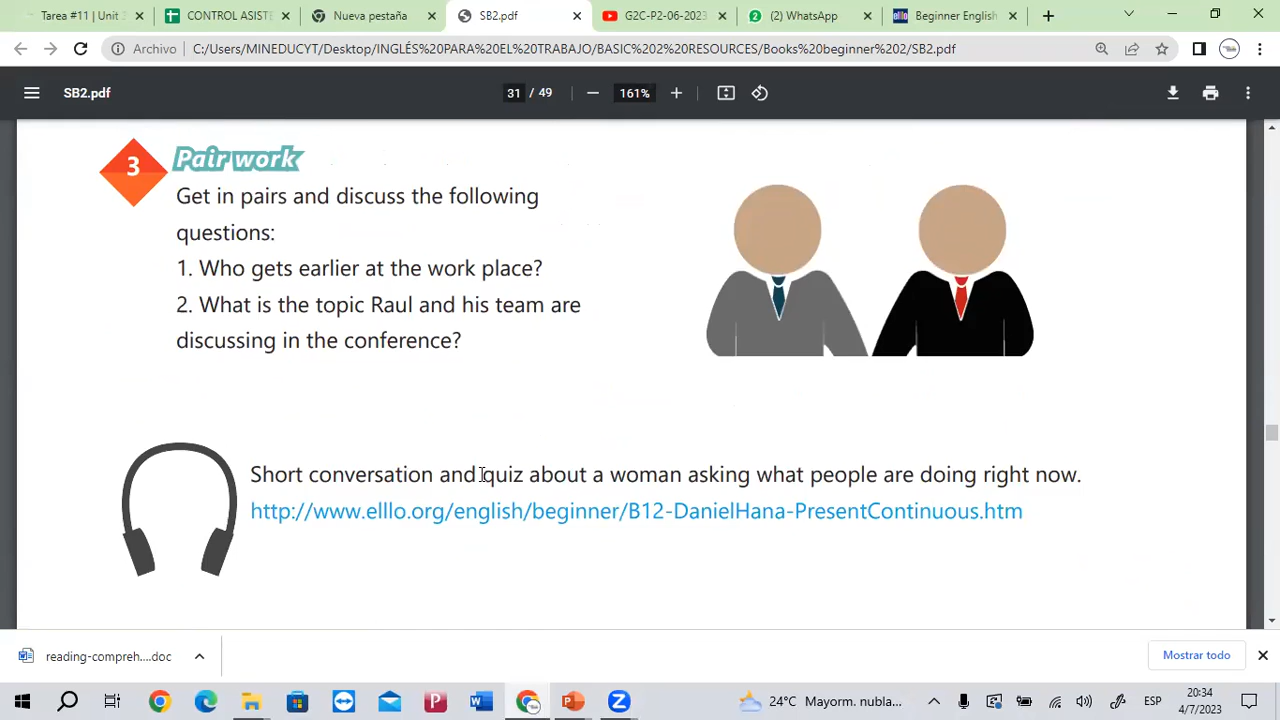 Tarea #11 | Unit 2
CONTROL ASISTE
Nueva pestaña
SB2.pdf
G2C-P2-06-2023
(2) WhatsApp
Beginner English
Archivo
C:/Users/MINEDUCYT/Desktop/INGLÉS%20PARA%20EL%20TRABAJO/BASIC%202%20RESOURCES/Books%20beginner%202/SB2.pdf
SB2.pdf
31 / 49
161%
3
Pair work
Get in pairs and discuss the following
questions:
1. Who gets earlier at the work place?
2. What is the topic Raul and his team are
discussing in the conference?
Short conversation and quiz about a woman asking what people are doing right now.
http://www.elllo.org/english/beginner/B12-DanielHana-PresentContinuous.htm
reading-compreh....doc
Mostrar todo
24°C Mayorm. nubla...
ESP
20:34
4/7/2023